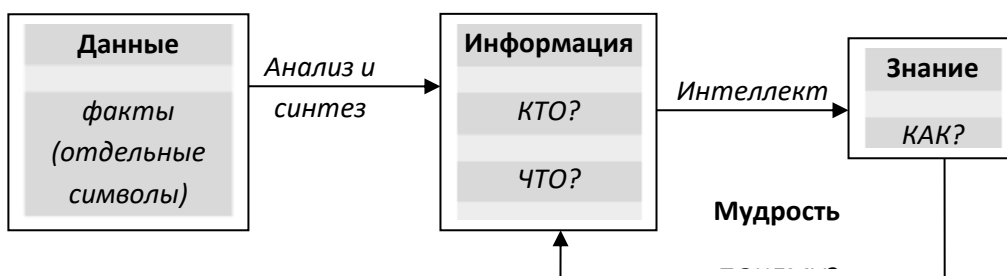 Данные
факты
(отдельные
символы)
Анализ и
синтез
Информация
КТО?
ЧТО?
Интеллект
Знание
КАК?
Мудрость